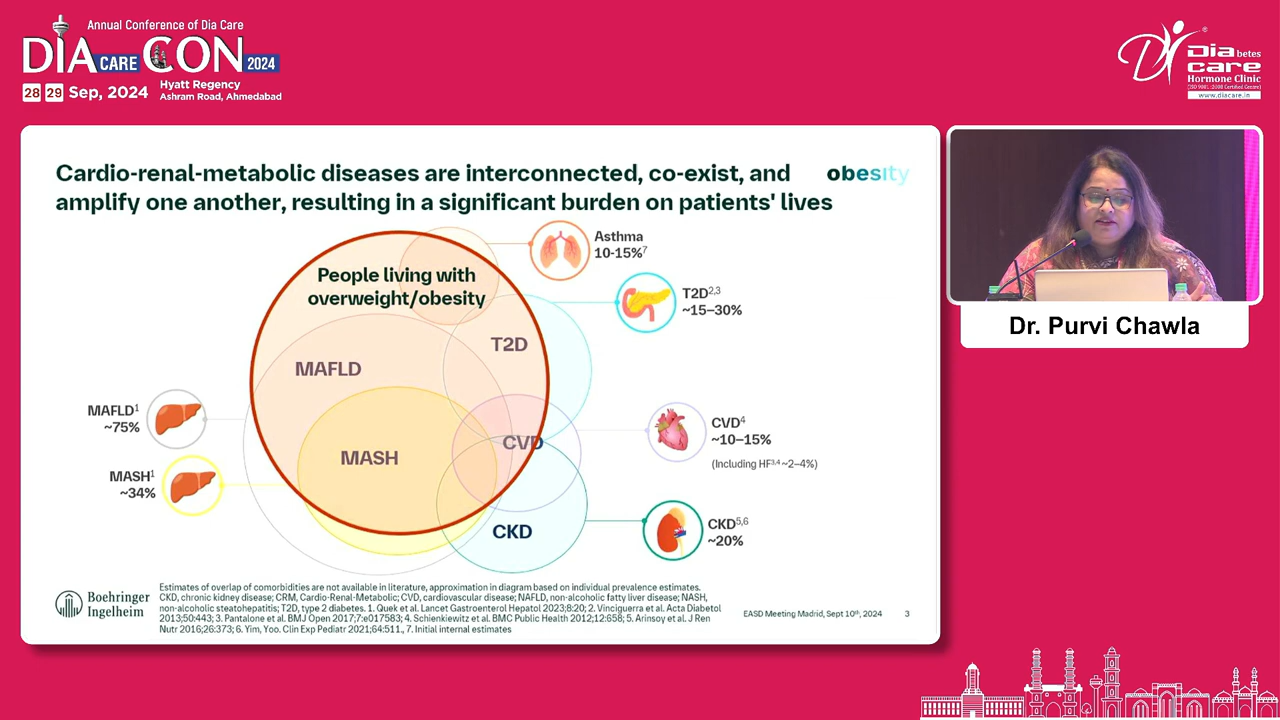 Annual Conference of Dia Care
DIA CARE CON 2024
28 29 Sep, 2024
Hyatt Regency
Ashram Road, Ahmedabad
Dia betes
care
Hormone Clinic
www.diacare.in
Cardio-renal-metabolic diseases are interconnected, co-exist, and
amplify one another, resulting in a significant burden on patients' lives
obesity
People living with
overweight/obesity
Asthma
10-15%7
T2D2,3
~15–30%
T2D
MAFLD
MAFLD1
~75%
CVD4
~10–15%
(Including HF3,4 ~2–4%)
CVD
MASH
MASH1
~34%
CKD5,6
~20%
CKD
Boehringer
Ingelheim
Estimates of overlap of comorbidities are not available in literature, approximation in diagram based on individual prevalence estimates.
CKD, chronic kidney disease; CRM, Cardio-Renal-Metabolic; CVD, cardiovascular disease; NAFLD, non-alcoholic fatty liver disease; NASH,
non-alcoholic steatohepatitis; T2D, type 2 diabetes. 1. Quek et al. Lancet Gastroenterol Hepatol 2023;8:20; 2. Vinciguerra et al. Acta Diabetol
2013;50:443; 3. Pantalone et al. BMJ Open 2017;7:e017583; 4. Schienkiewitz et al. BMC Public Health 2012;12:658; 5. Arinsoy et al. J Ren
Nutr 2016;26:373; 6. Yim, Yoo. Clin Exp Pediatr 2021;64:511., 7. Initial internal estimates
EASD Meeting Madrid, Sept 10th, 2024
3
Dr. Purvi Chawla